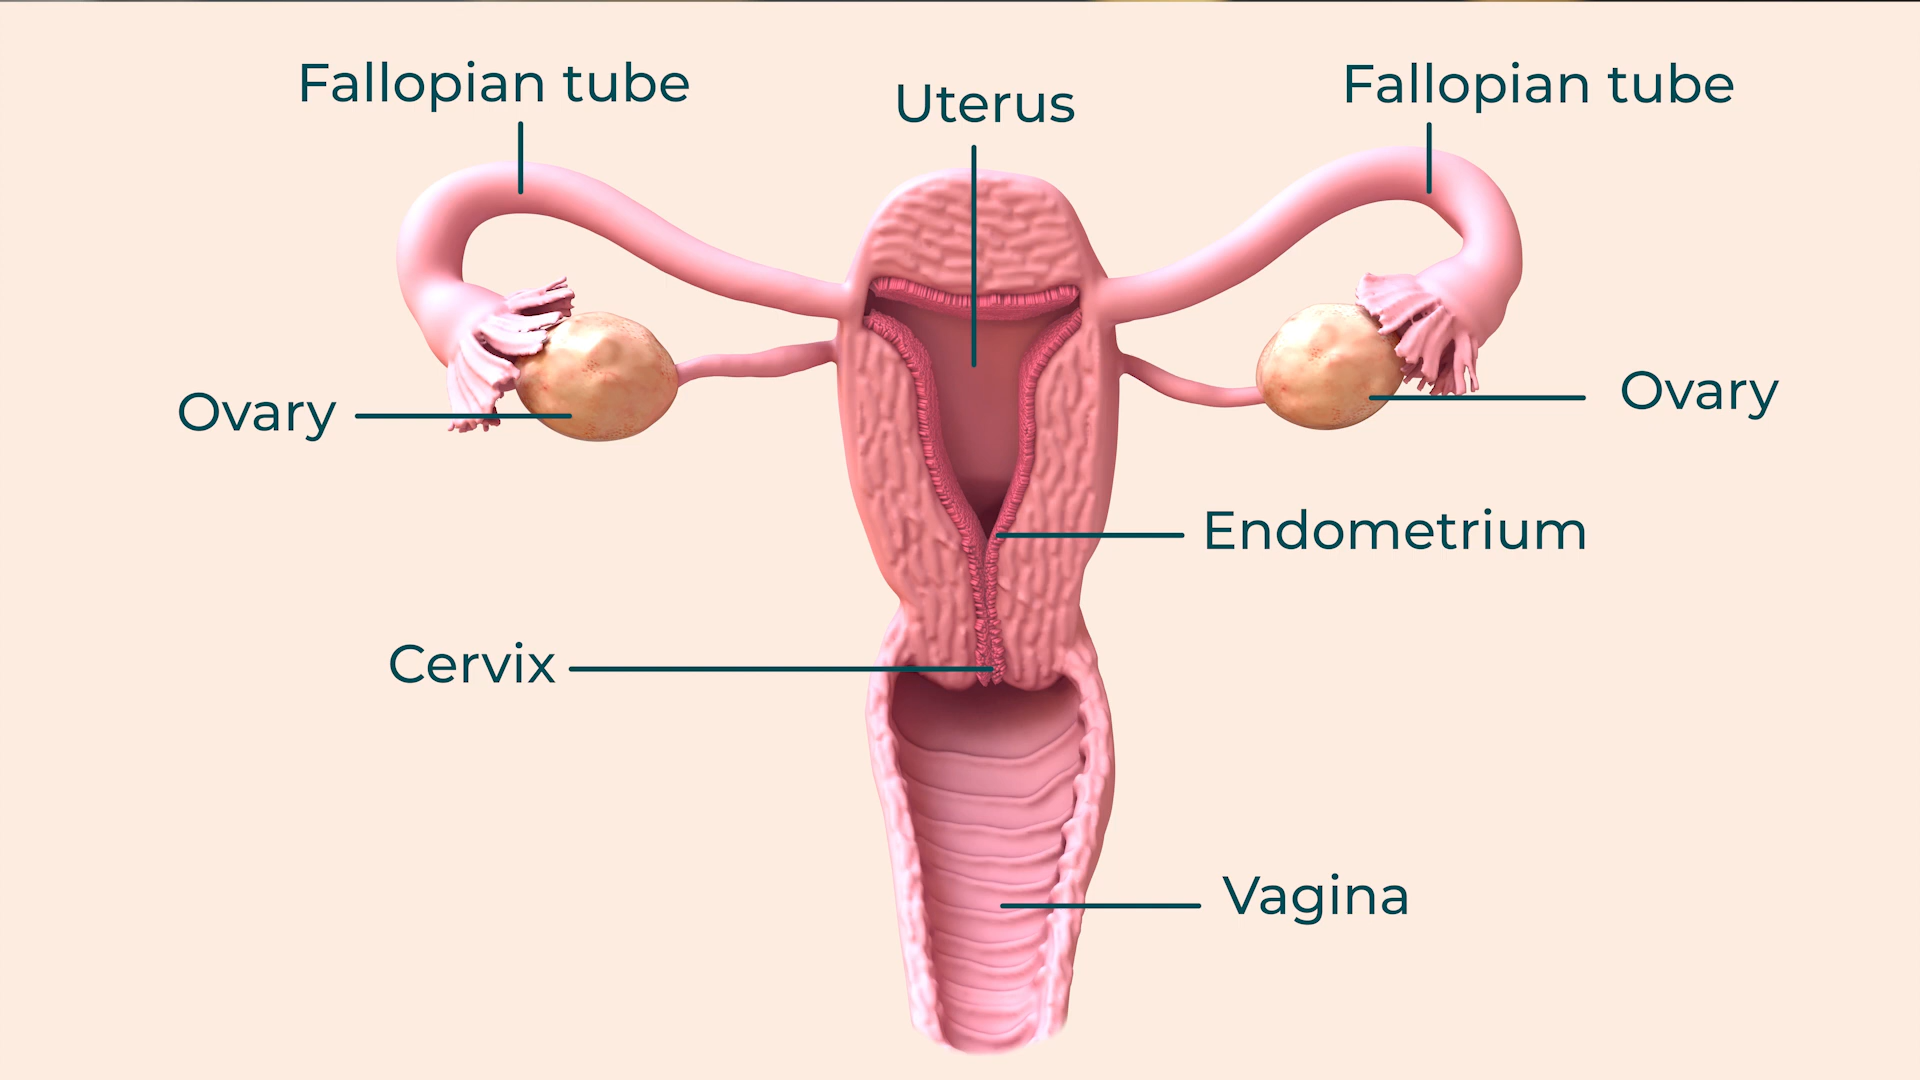 Fallopian tube
Uterus
Fallopian tube
Ovary
Ovary
Endometrium
Cervix
Vagina